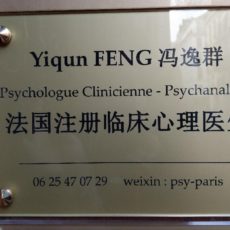 Yiqun FENG 冯逸群
Psychologue Clinicienne - Psychanal
法国注册临床心理医
06 25 47 07 29 weixin : psy-paris